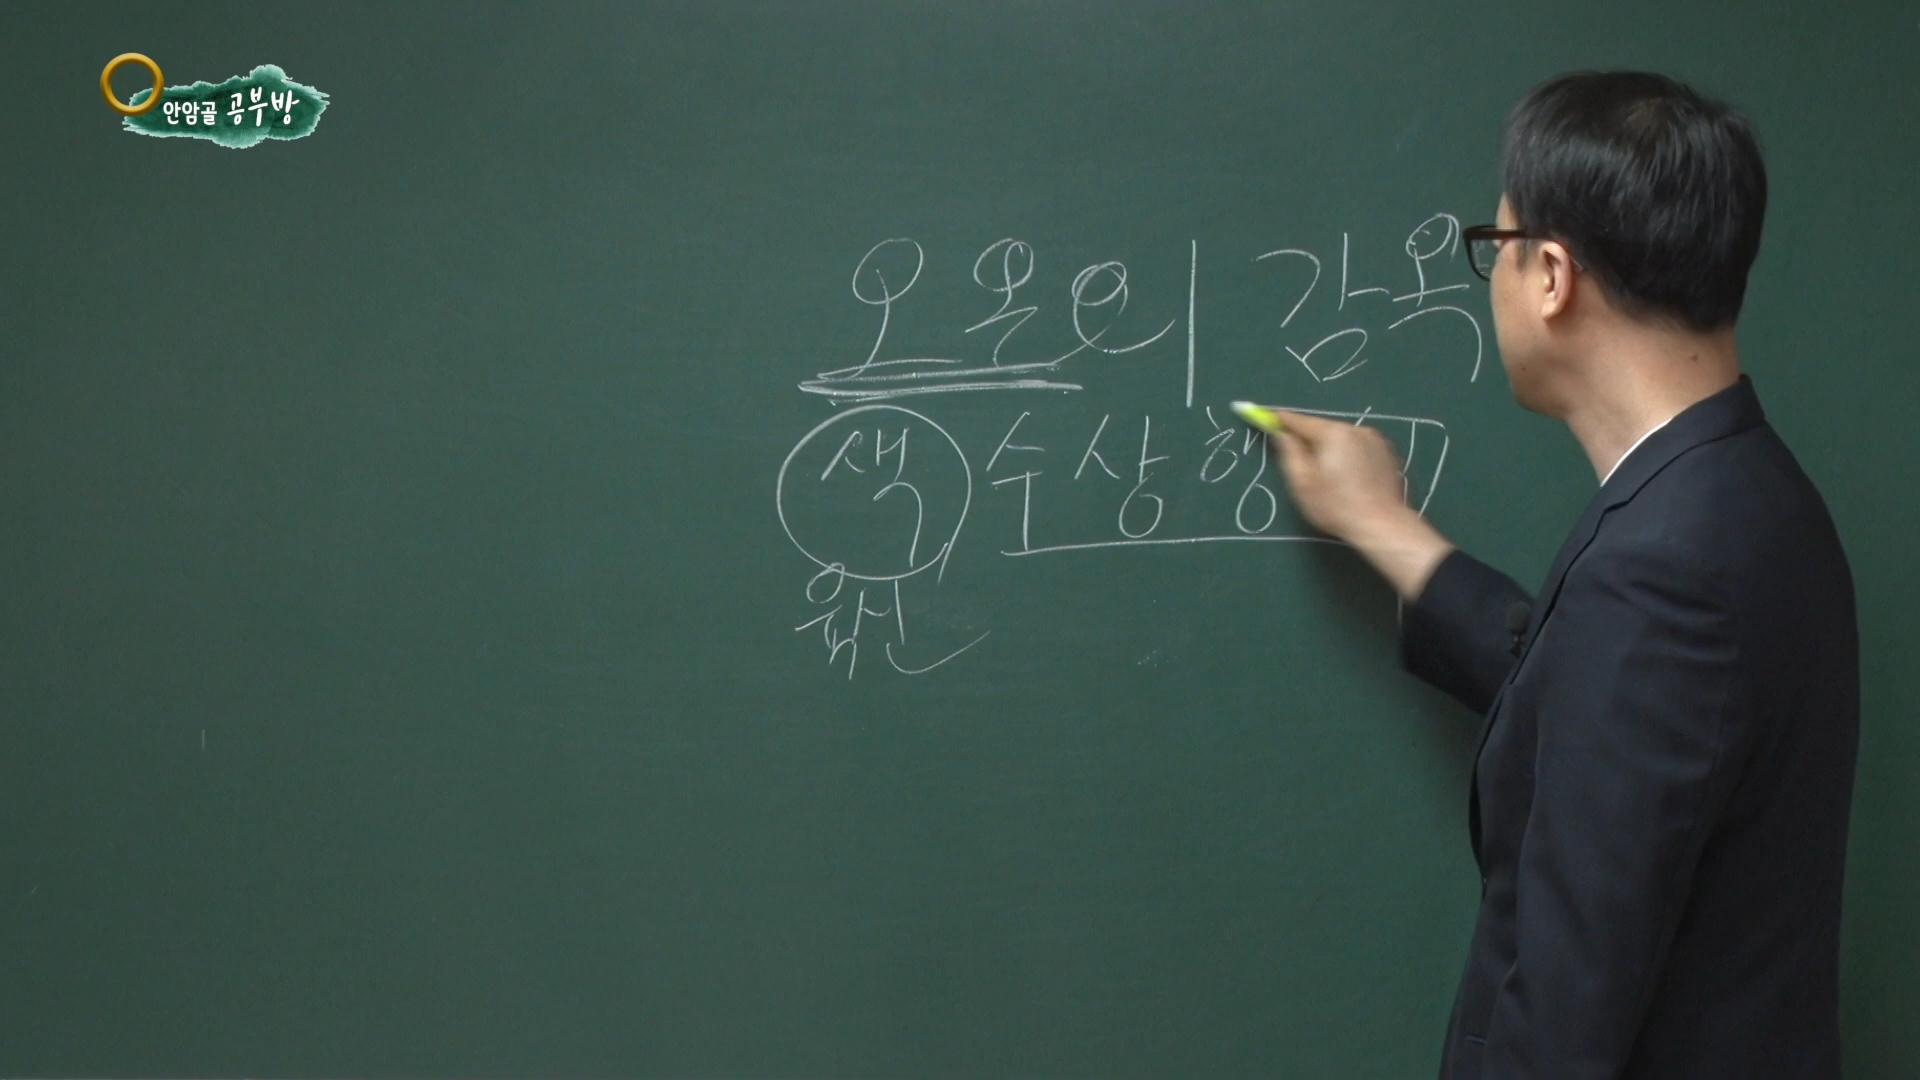 안암골 공부방
오온의 감옥
색 수 상 행
육신